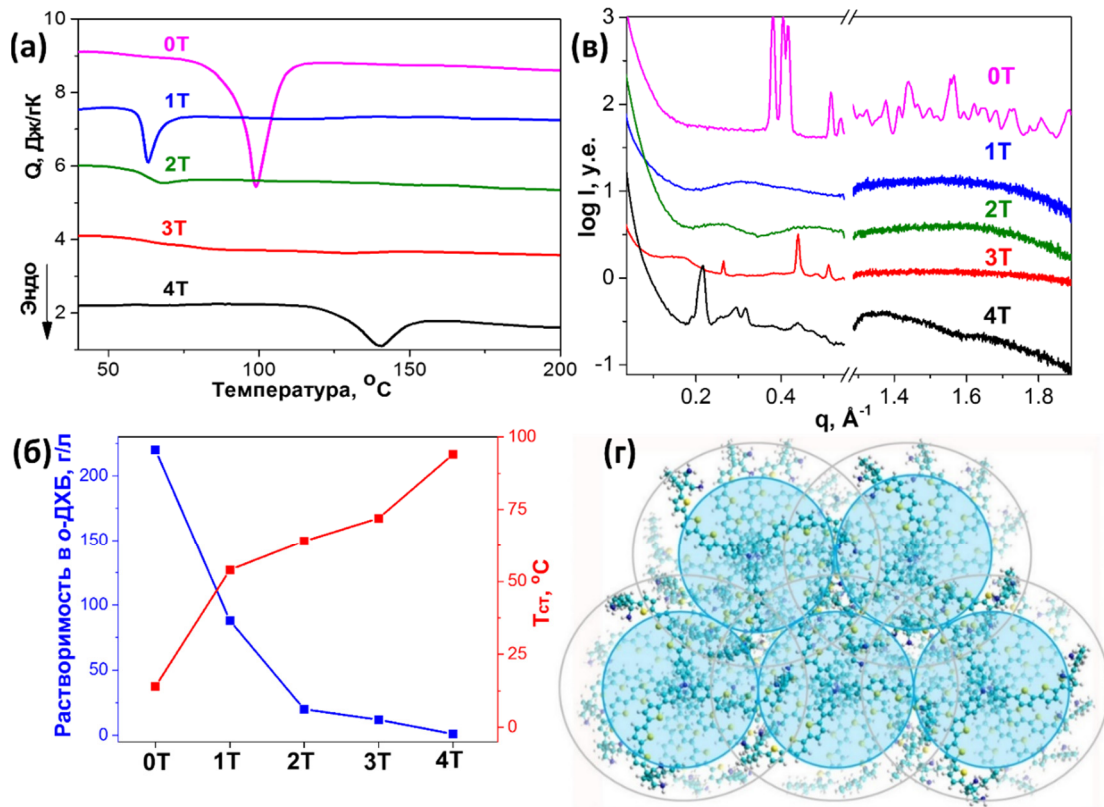 (а)
Q, Дж/гК
10
8
6
4
2
0T
1T
2T
3T
4T
Эндо
50
100
150
200
Температура, °C
(в)
log I, у.е.
3
2
1
0
-1
0T
1T
2T
3T
4T
0.2
0.4
1.4
1.6
1.8
q, Å⁻¹
(б)
Растворимость в о-ДХБ, г/л
200
150
100
50
0
100
75
50
25
0
Tст, °C
0T
1T
2T
3T
4T
(г)